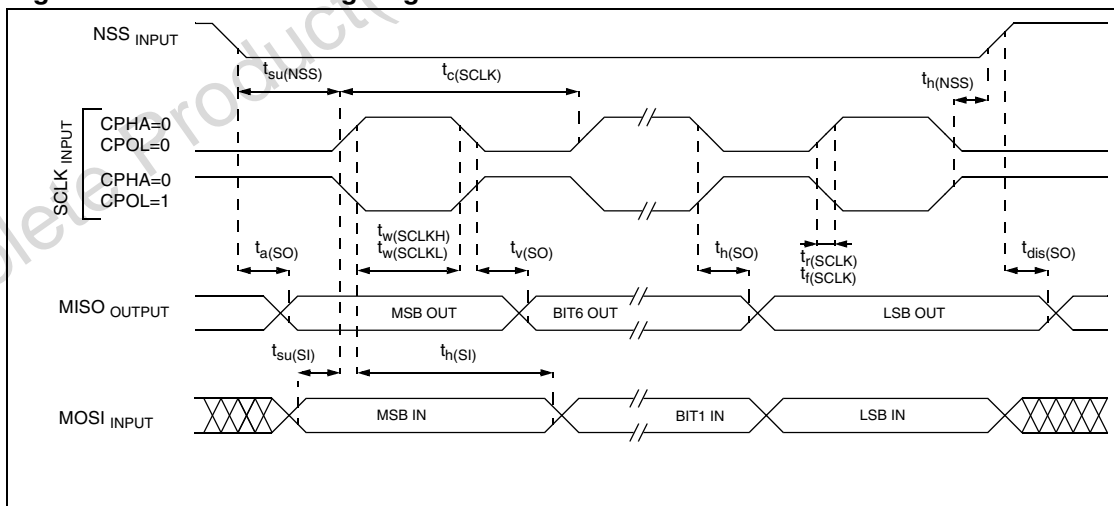 NSS INPUT
tsu(NSS)
tc(SCLK)
th(NSS)
SCLK INPUT
CPHA=0
CPOL=0
CPHA=0
CPOL=1
ta(SO)
tw(SCLKH)
tw(SCLKL)
tv(SO)
th(SO)
tr(SCLK)
tf(SCLK)
tdis(SO)
MISO OUTPUT
MSB OUT
BIT6 OUT
LSB OUT
tsu(SI)
th(SI)
MOSI INPUT
MSB IN
BIT1 IN
LSB IN